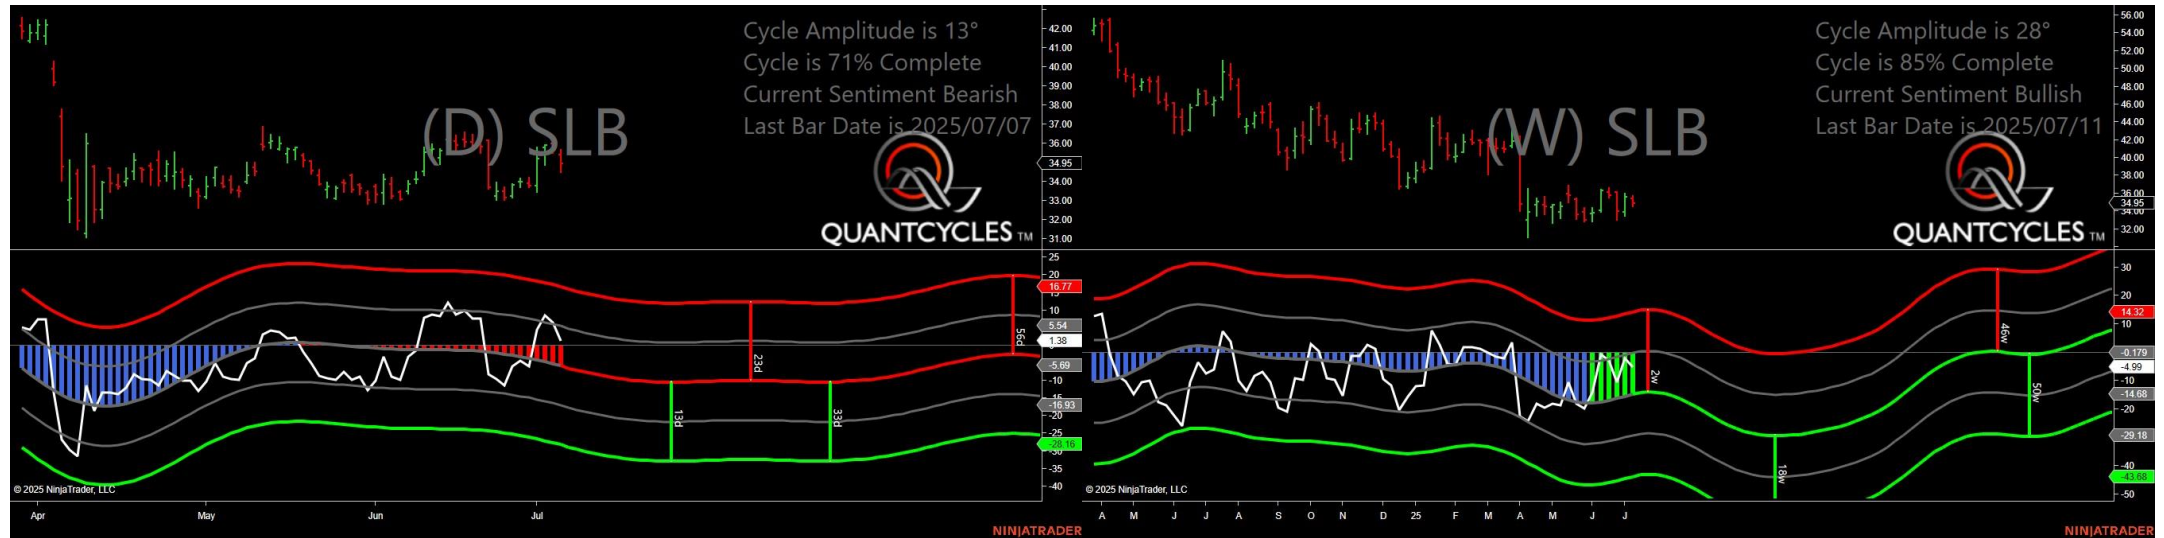 Cycle Amplitude is 13°
Cycle is 71% Complete
Current Sentiment Bearish
Last Bar Date is 2025/07/07
(D) SLB
QUANTCYCLES TM
42.00
41.00
40.00
39.00
38.00
37.00
36.00
34.95
34.00
33.00
32.00
31.00
25
20
16.77
15
10
5.54
1.38
-5.69
-10
-16.93
-20
-25
-28.16
-30
-35
-40
13d
23d
33d
56d
© 2025 NinjaTrader, LLC
Apr May Jun Jul
NINJATRADER
Cycle Amplitude is 28°
Cycle is 85% Complete
Current Sentiment Bullish
Last Bar Date is 2025/07/11
(W) SLB
QUANTCYCLES TM
56.00
54.00
52.00
50.00
48.00
46.00
44.00
42.00
40.00
38.00
36.00
34.95
34.00
32.00
30
14.32
10
-0.179
-4.99
-10
-14.68
-20
-29.18
-40
-43.68
-50
2w
18w
46w
50w
© 2025 NinjaTrader, LLC
A M J J A S O N D 25 F M A M J J
NINJATRADER